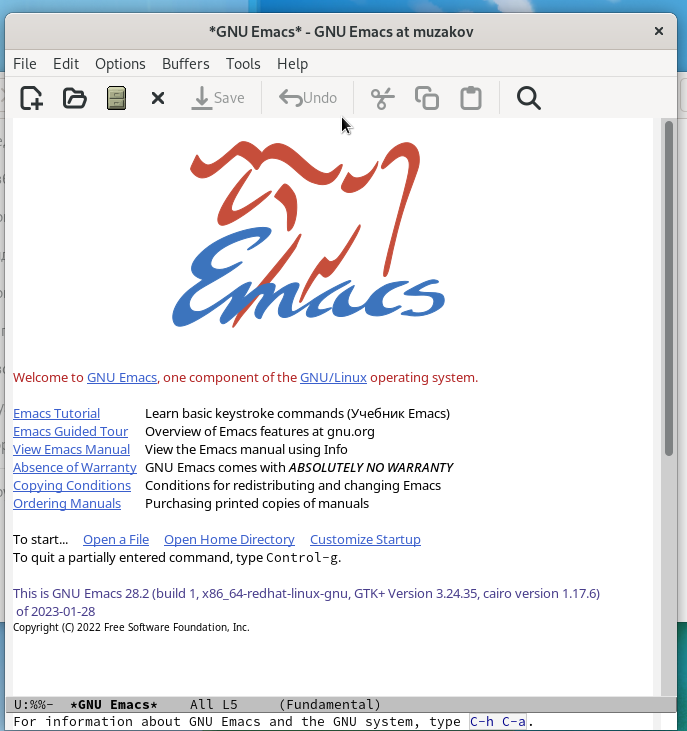 *GNU Emacs* - GNU Emacs at muzakov
File Edit Options Buffers Tools Help
Save Undo
Emacs
Welcome to GNU Emacs, one component of the GNU/Linux operating system.
Emacs Tutorial Learn basic keystroke commands (Учебник Emacs)
Emacs Guided Tour Overview of Emacs features at gnu.org
View Emacs Manual View the Emacs manual using Info
Absence of Warranty GNU Emacs comes with ABSOLUTELY NO WARRANTY
Copying Conditions Conditions for redistributing and changing Emacs
Ordering Manuals Purchasing printed copies of manuals
To start... Open a File Open Home Directory Customize Startup
To quit a partially entered command, type Control-g.
This is GNU Emacs 28.2 (build 1, x86_64-redhat-linux-gnu, GTK+ Version 3.24.35, cairo version 1.17.6)
of 2023-01-28
Copyright (C) 2022 Free Software Foundation, Inc.
U:%%- *GNU Emacs* All L5 (Fundamental)
For information about GNU Emacs and the GNU system, type C-h C-a.